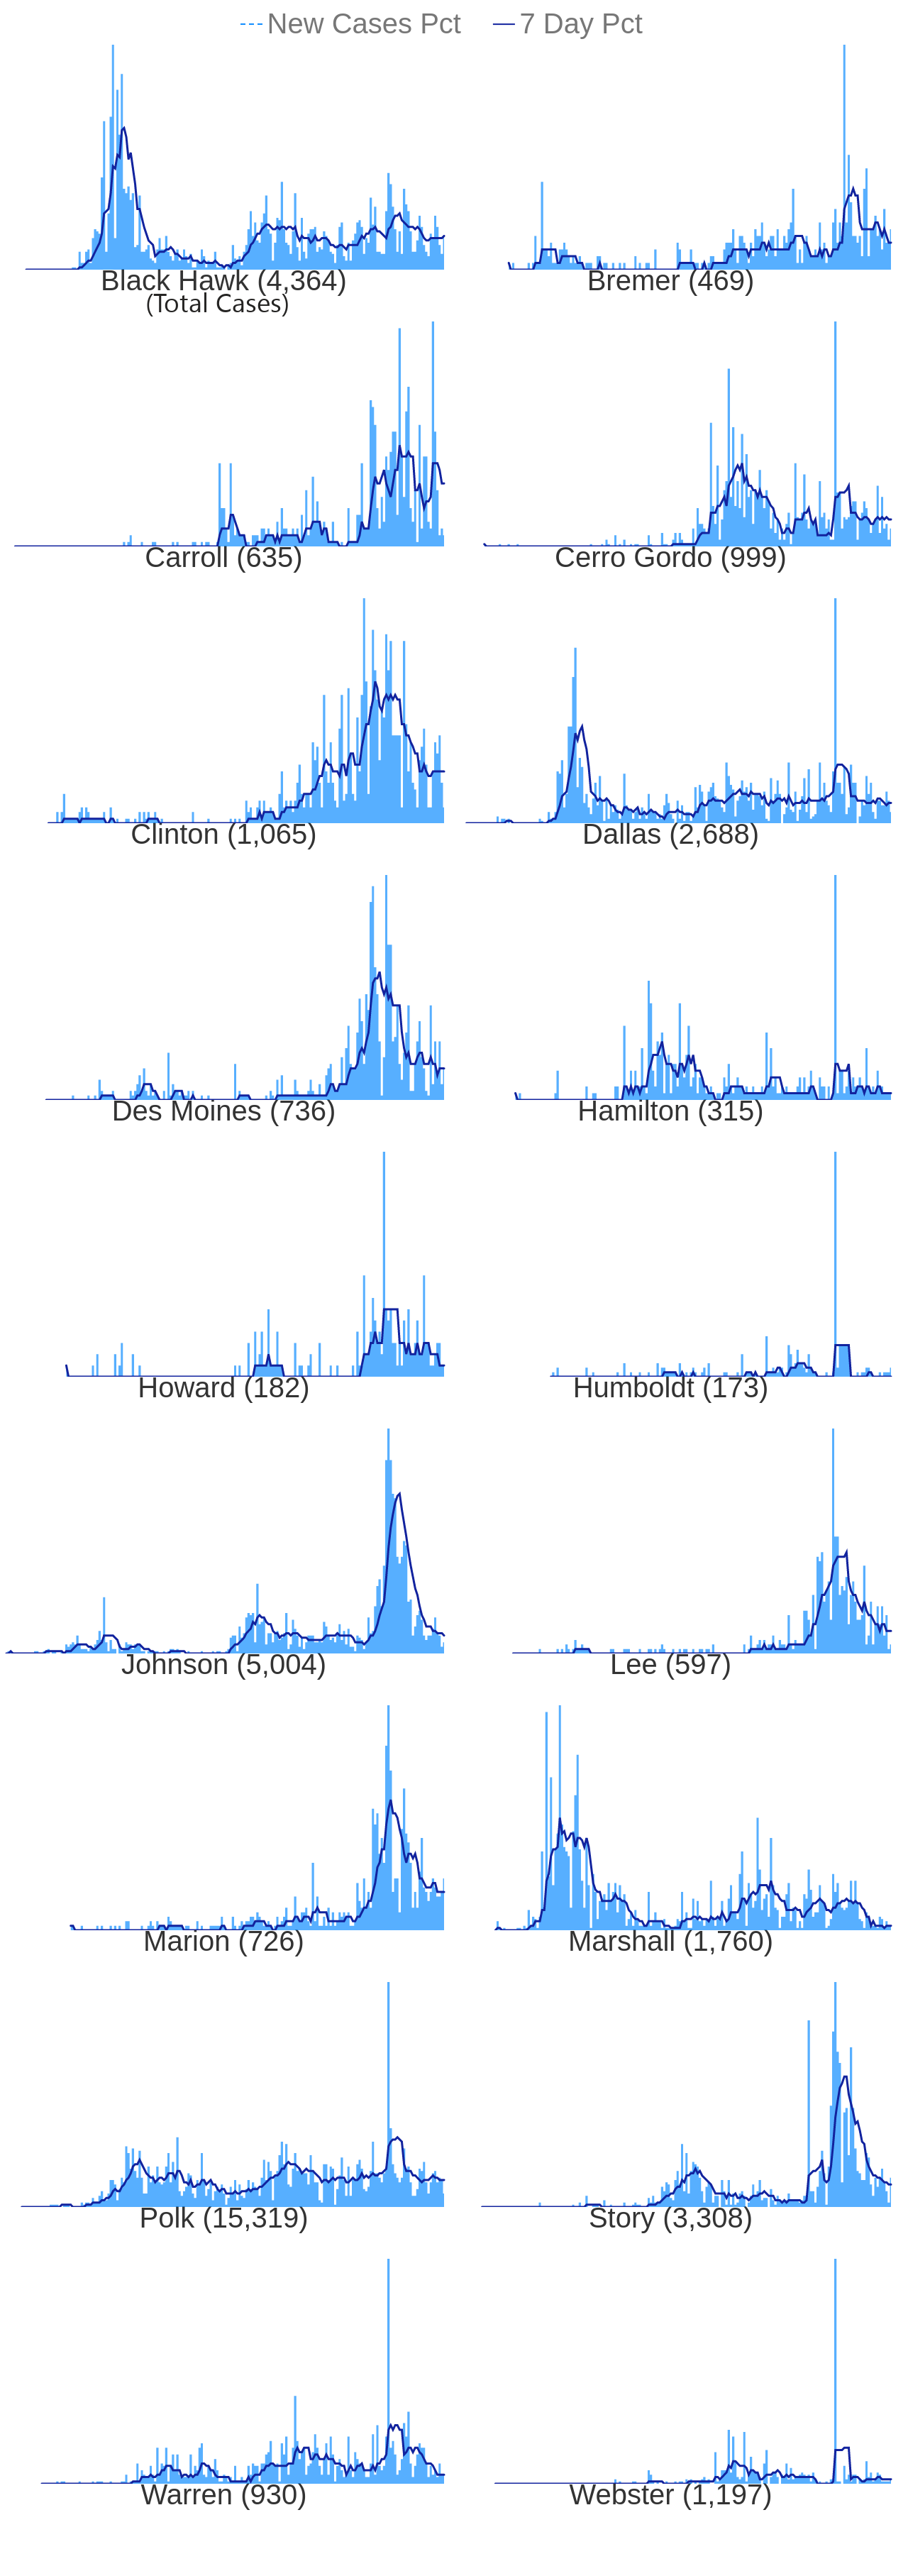 New Cases Pct 7 Day Pct
Black Hawk (4,364) Bremer (469)
(Total Cases)
Carroll (635) Cerro Gordo (999)
Clinton (1,065) Dallas (2,688)
Des Moines (736) Hamilton (315)
Howard (182) Humboldt (173)
Johnson (5,004) Lee (597)
Marion (726) Marshall (1,760)
Polk (15,319) Story (3,308)
Warren (930) Webster (1,197)